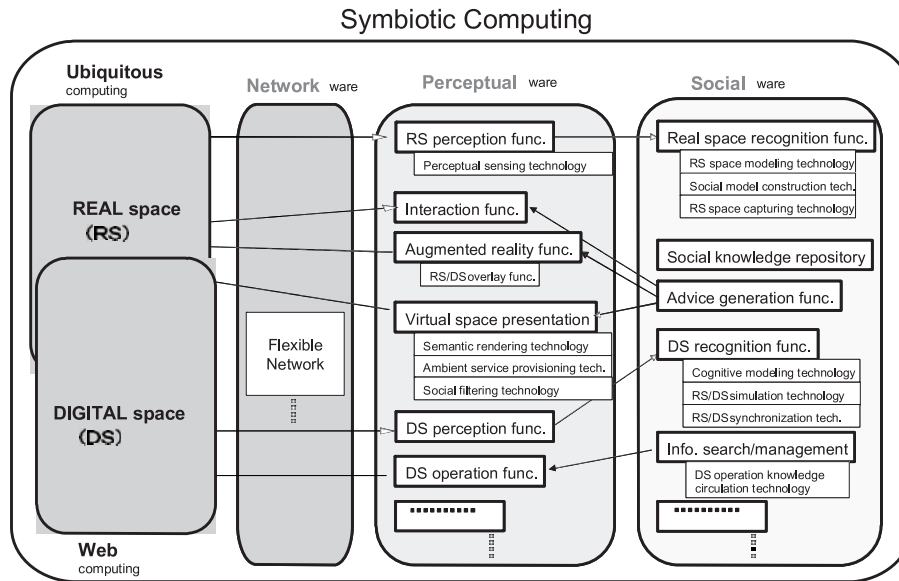 Symbiotic Computing
Ubiquitous
computing
REAL space
(RS)
DIGITAL space
(DS)
Web
computing
Network ware
Flexible
Network
Perceptual ware
RS perception func.
Perceptual sensing technology
Interaction func.
Augmented reality func.
RS/DS overlay func.
Virtual space presentation
Semantic rendering technology
Ambient service provisioning tech.
Social filtering technology
DS perception func.
DS operation func.
Social ware
Real space recognition func.
RS space modeling technology
Social model construction tech.
RS space capturing technology
Social knowledge repository
Advice generation func.
DS recognition func.
Cognitive modeling technology
RS/DS simulation technology
RS/DS synchronization tech.
Info. search/management
DS operation knowledge
circulation technology